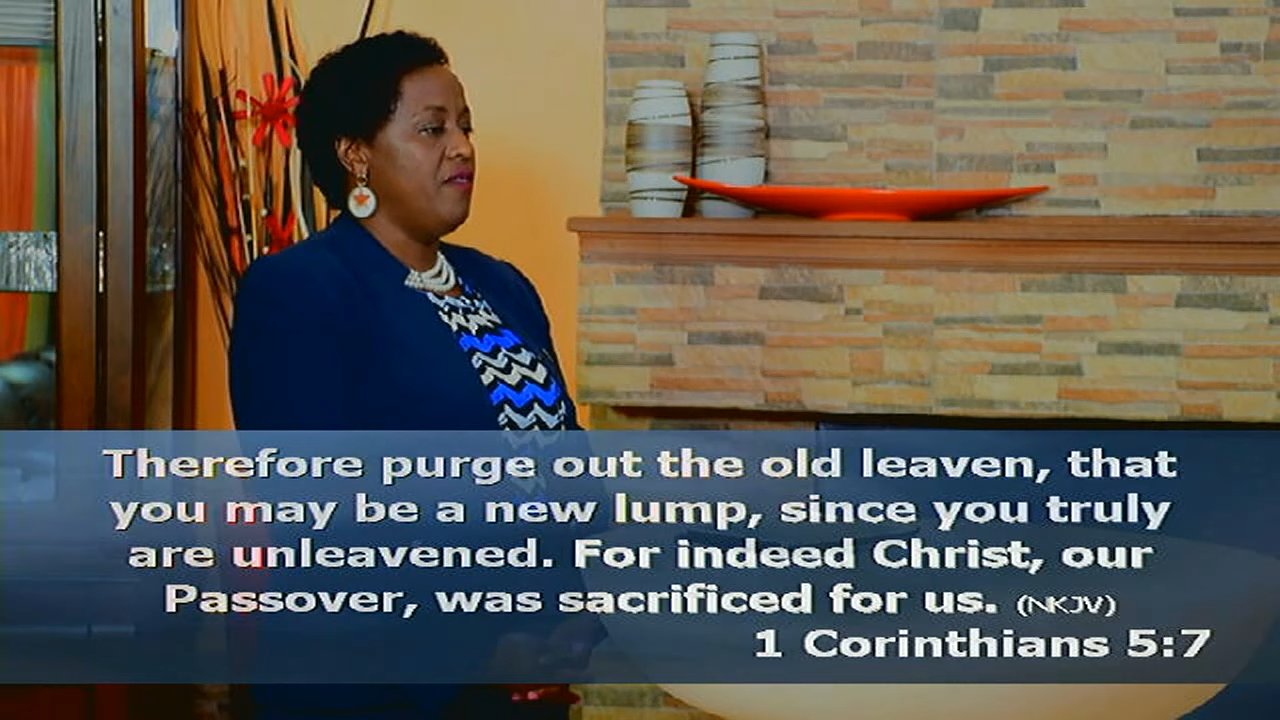 Therefore purge out the old leaven, that
you may be a new lump, since you truly
are unleavened. For indeed Christ, our
Passover, was sacrificed for us. (NKJV)
1 Corinthians 5:7